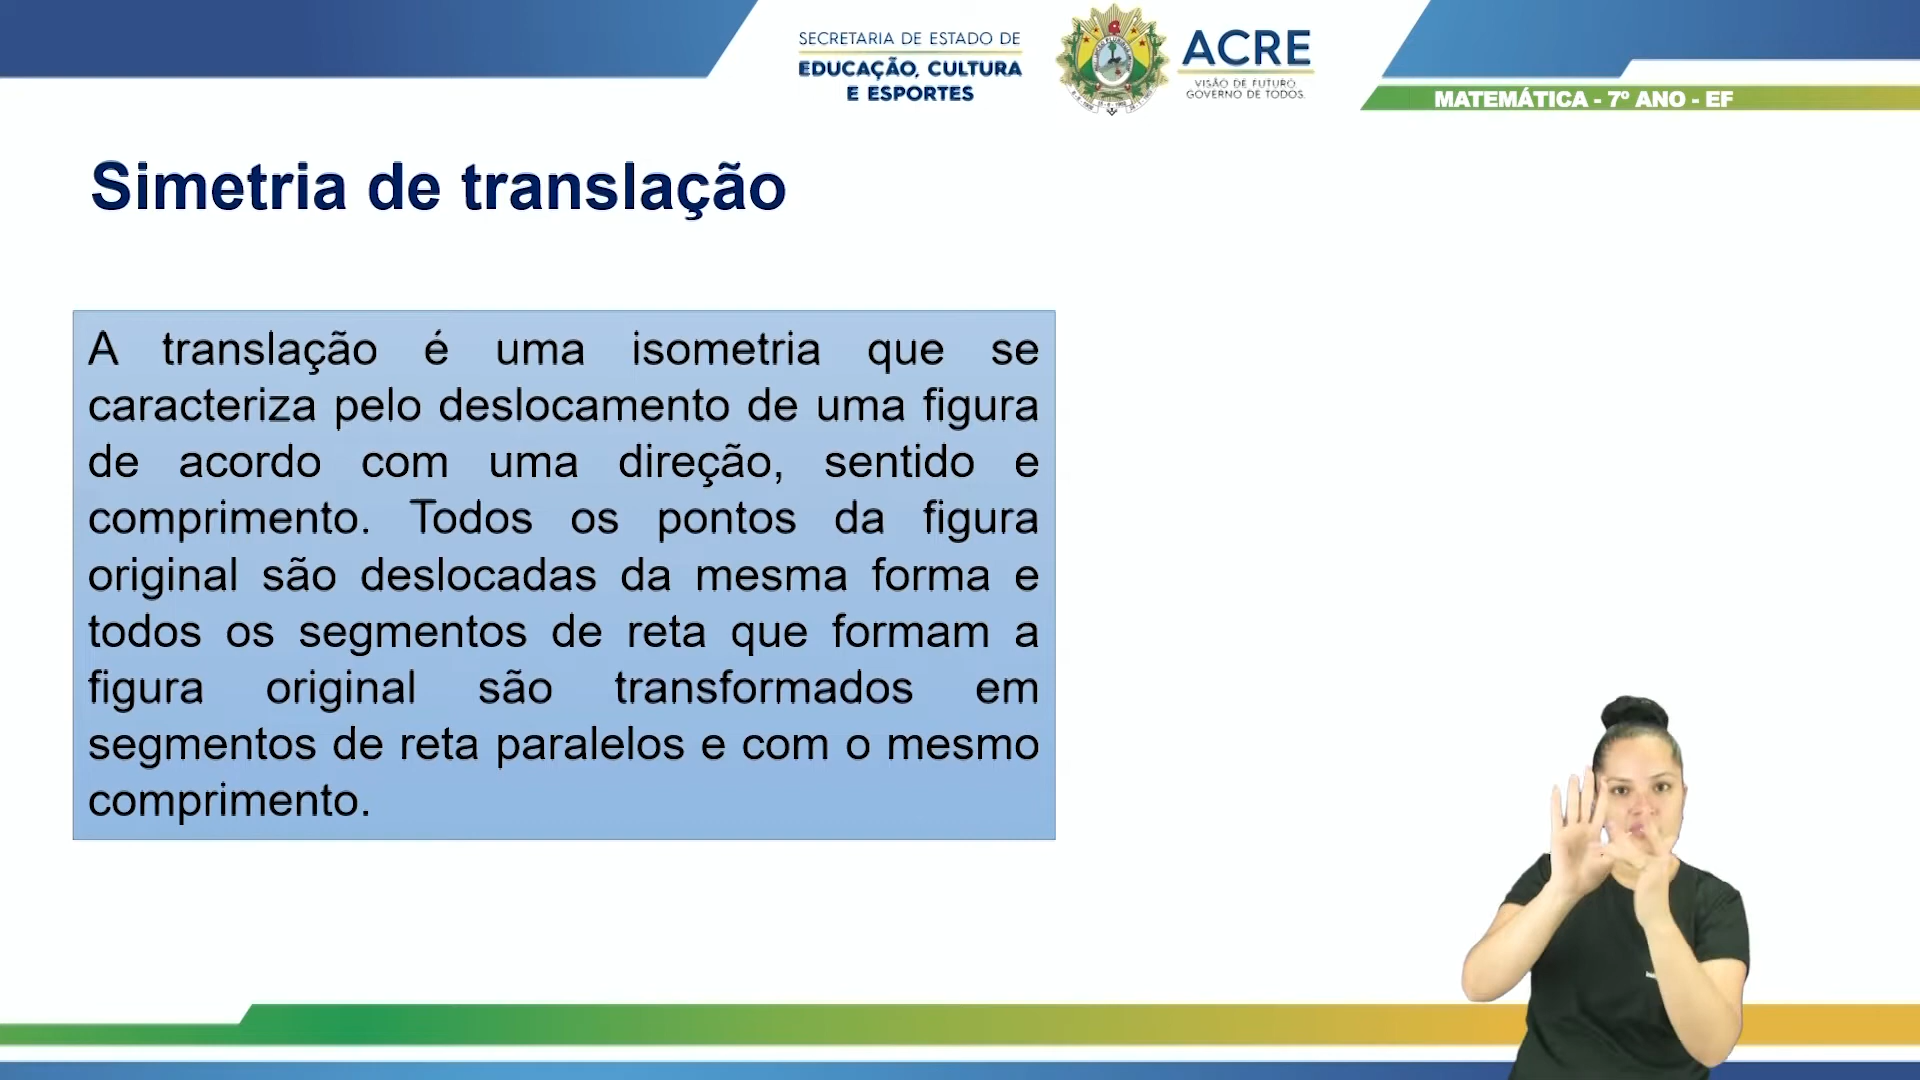 SECRETARIA DE ESTADO DE
EDUCAÇÃO, CULTURA
E ESPORTES
ACRE
VISÃO DE FUTURO
GOVERNO DE TODOS.
MATEMÁTICA - 7º ANO - EF
Simetria de translação
A translação é uma isometria que se
caracteriza pelo deslocamento de uma figura
de acordo com uma direção, sentido e
comprimento. Todos os pontos da figura
original são deslocadas da mesma forma e
todos os segmentos de reta que formam a
figura original são transformados em
segmentos de reta paralelos e com o mesmo
comprimento.